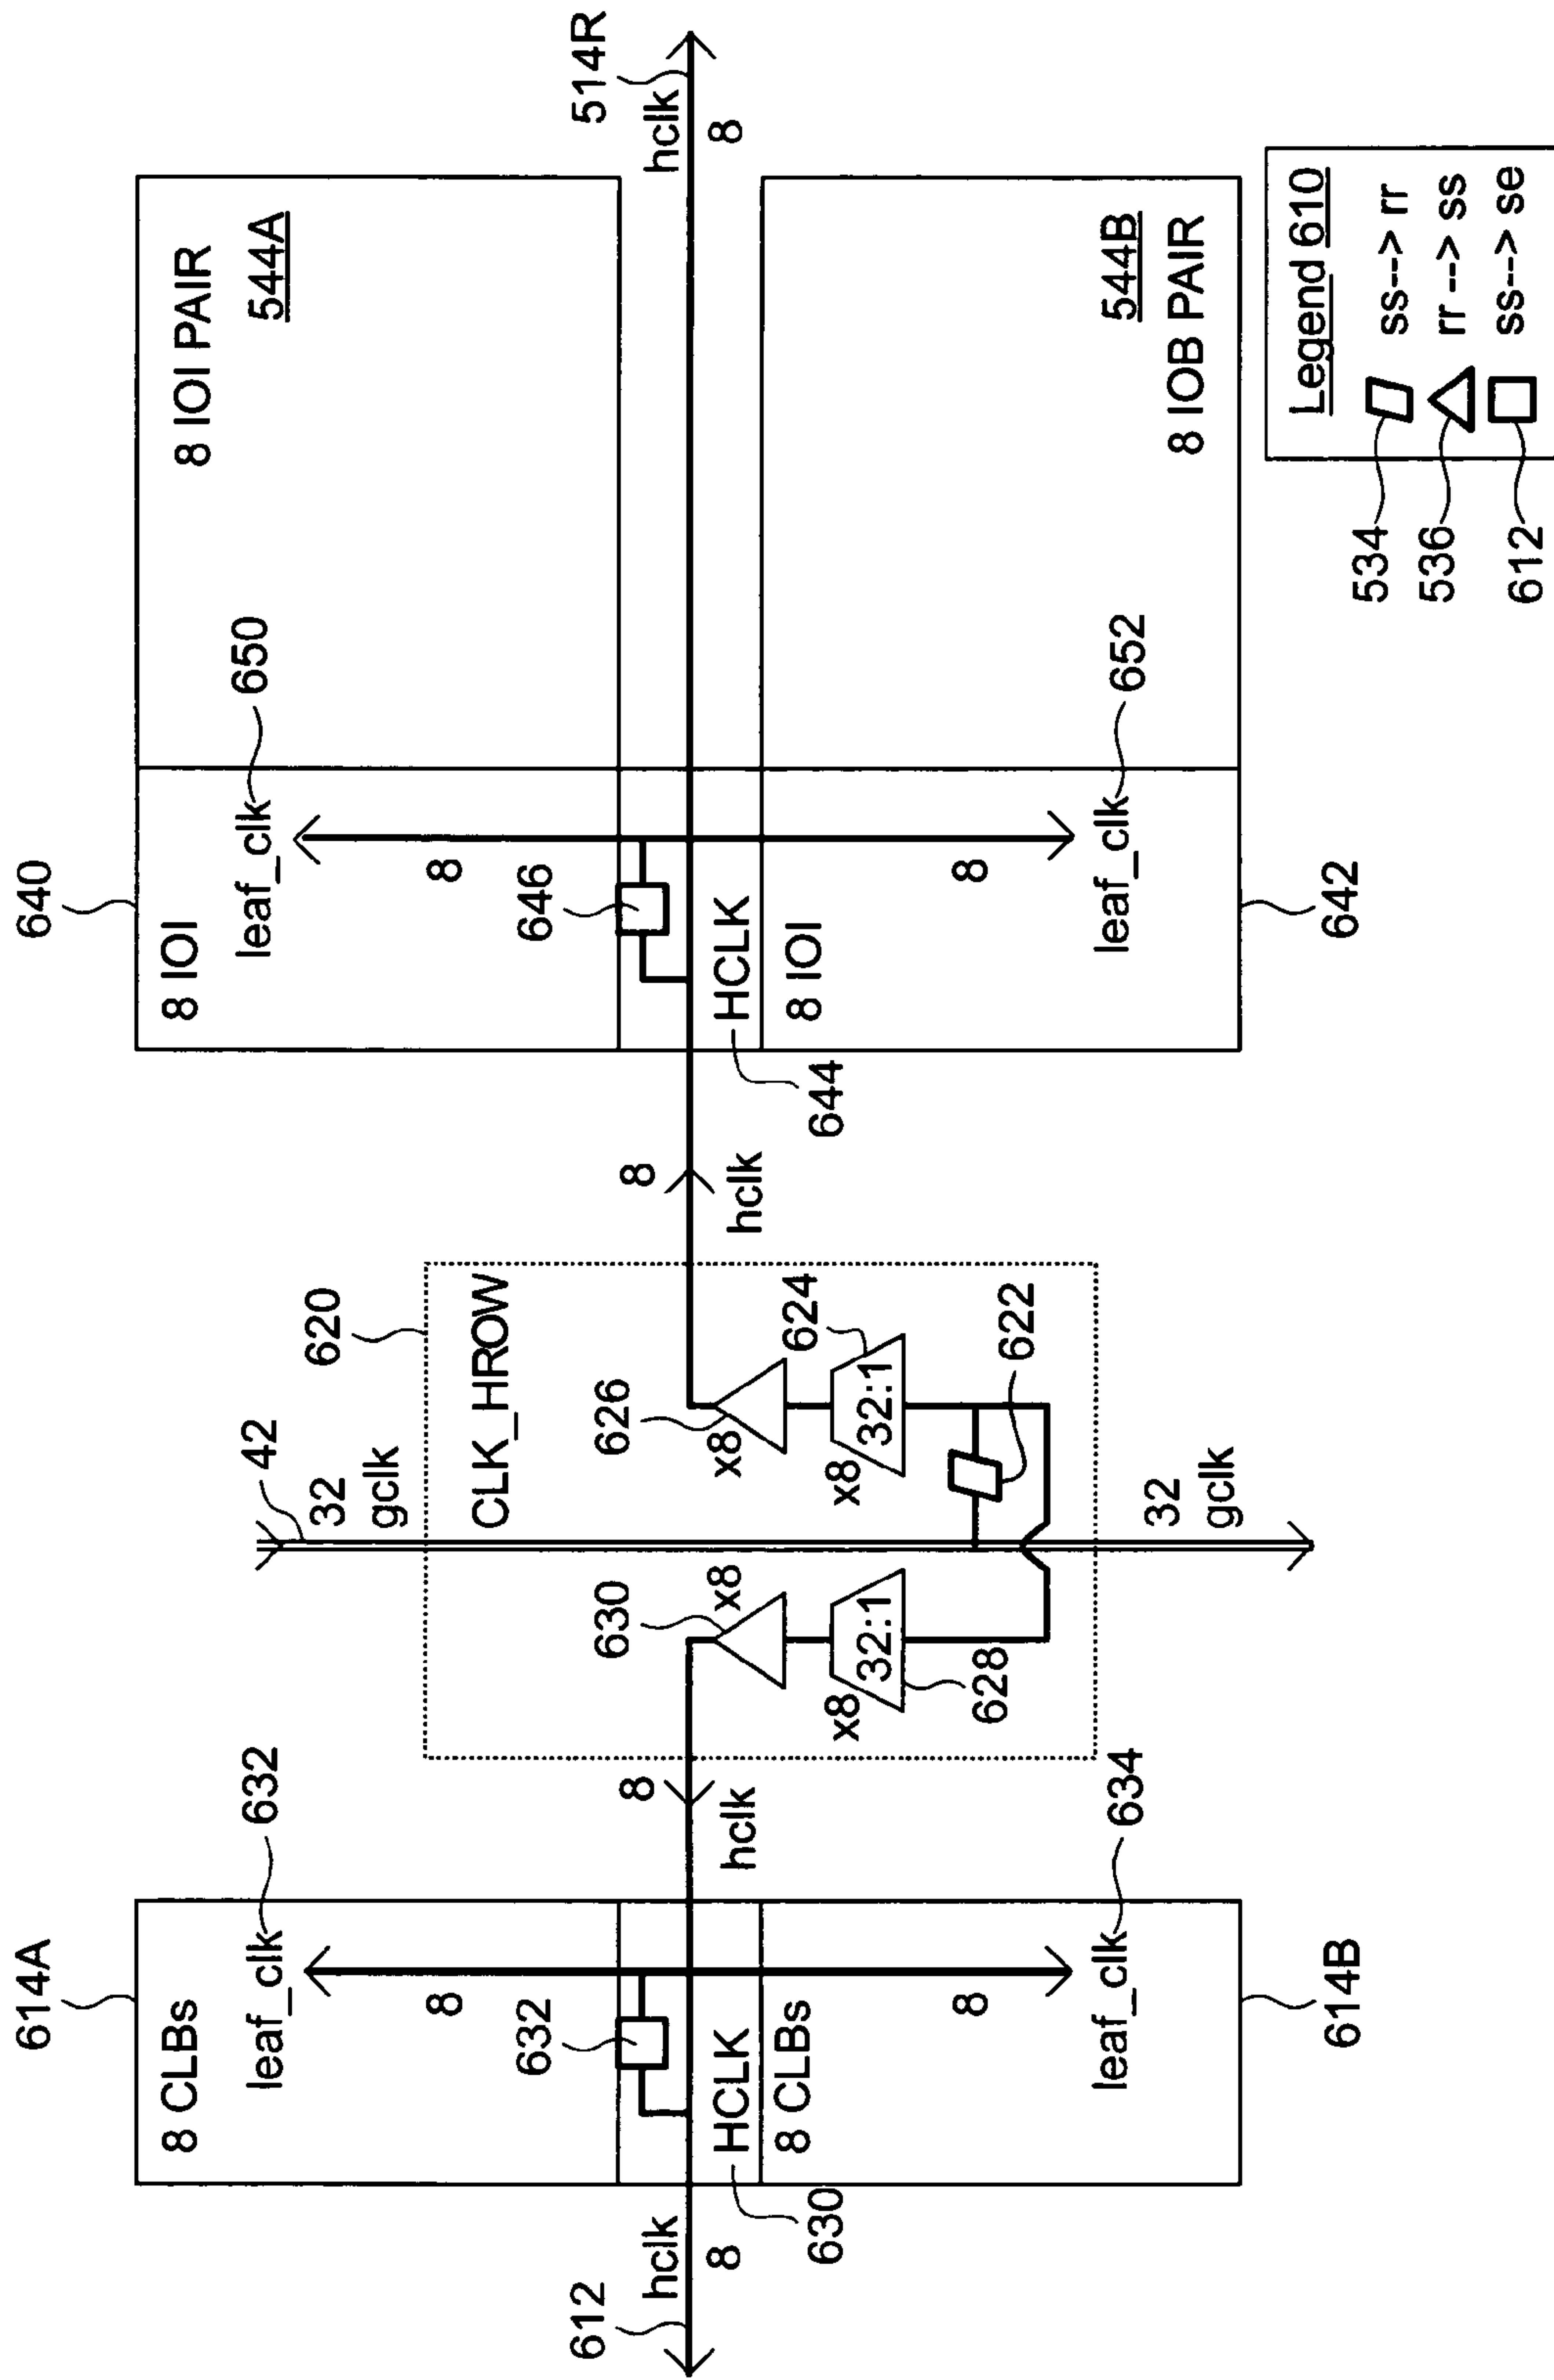 614A
8 CLBs
leaf_clk
632
8
632
HCLK
630
8 CLBs
8
leaf_clk
634
614B
612
hclk
8
8
hclk
620
CLK_HROW
42
32
gclk
630
x8
626
x8
x8
32:1
628
x8
32:1
624
622
32
gclk
8
hclk
640
8 IOI
leaf_clk
650
8
646
HCLK
644
8 IOI
8
leaf_clk
652
642
8 IOI PAIR
544A
544B
8 IOB PAIR
514R
hclk
8
Legend 610
534
ss--> rr
536
rr --> ss
612
ss--> se